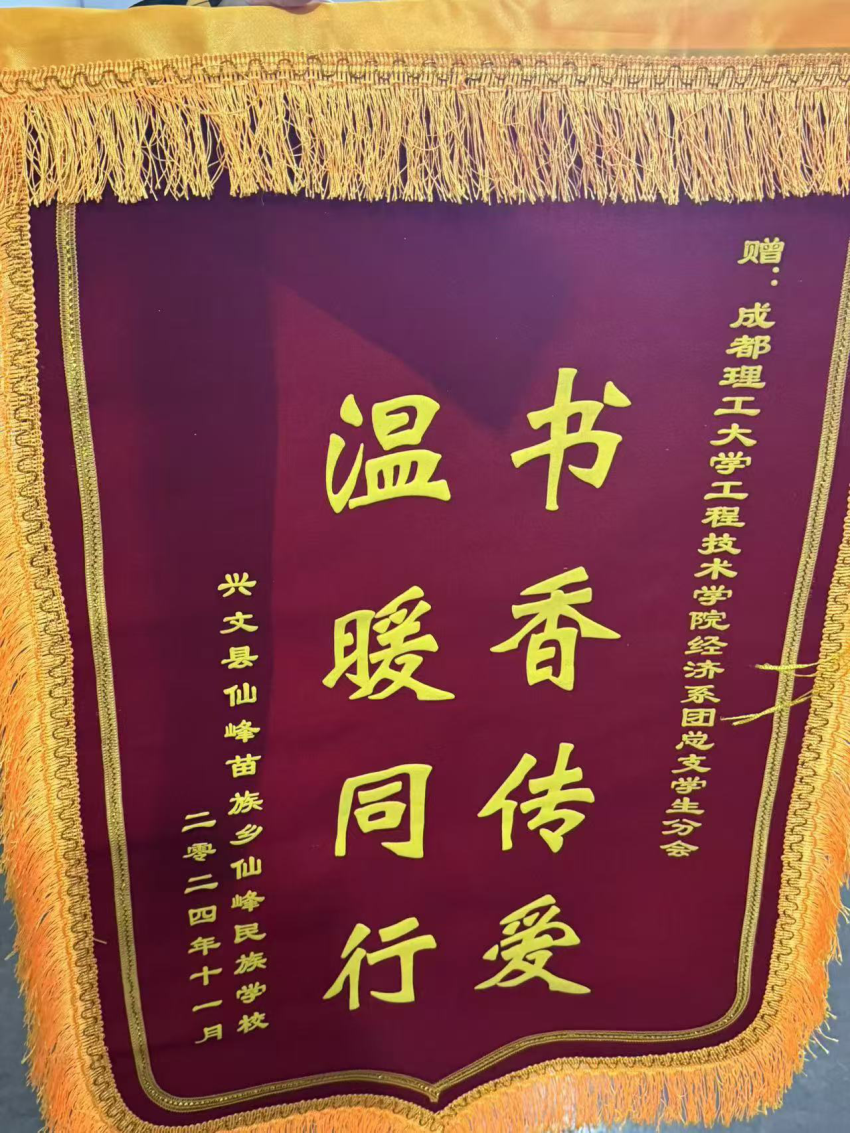 赠：成都理工大学工程技术学院经济系团总支学生分会
书香传爱
温暖同行
兴文县仙峰苗族乡仙峰民族学校
二零二四年十一月